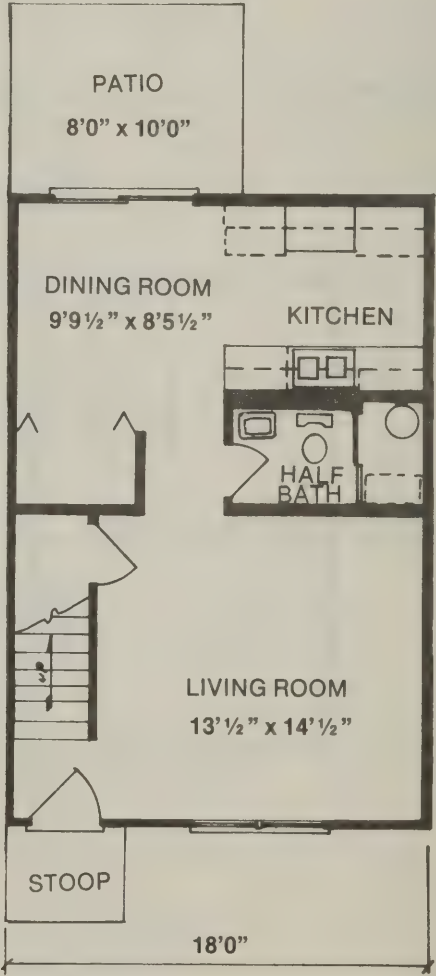 PATIO
8'0" x 10'0"
DINING ROOM
9'9½" x 8'5½"
KITCHEN
HALF
BATH
UP
LIVING ROOM
13'½" x 14'½"
STOOP
18'0"